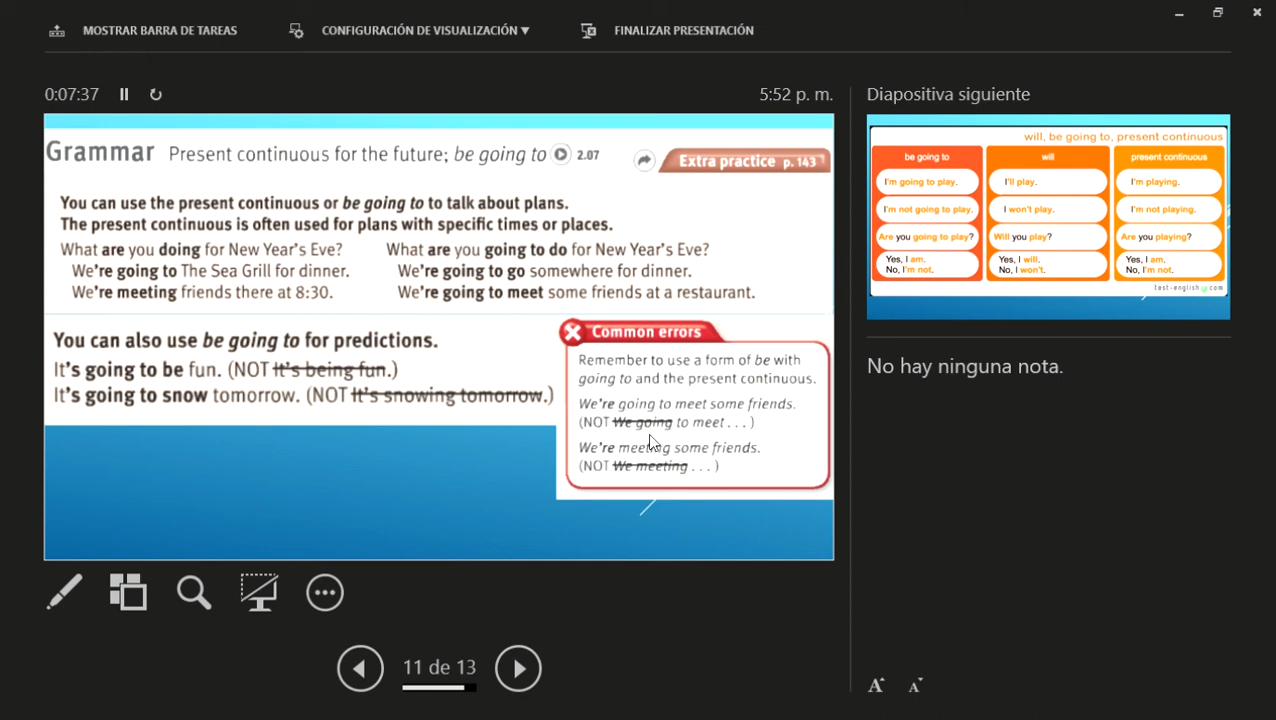 MOSTRAR BARRA DE TAREAS
CONFIGURACIÓN DE VISUALIZACIÓN ▼
FINALIZAR PRESENTACIÓN
0:07:37
5:52 p. m.
Grammar Present continuous for the future; be going to 2.07
Extra practice p. 143
You can use the present continuous or be going to to talk about plans.
The present continuous is often used for plans with specific times or places.
What are you doing for New Year's Eve?
We're going to The Sea Grill for dinner.
We're meeting friends there at 8:30.
What are you going to do for New Year's Eve?
We're going to go somewhere for dinner.
We're going to meet some friends at a restaurant.
You can also use be going to for predictions.
It's going to be fun. (NOT It's being fun.)
It's going to snow tomorrow. (NOT It's snowing tomorrow.)
Common errors
Remember to use a form of be with
going to and the present continuous.
We're going to meet some friends.
(NOT We going to meet . . . )
We're meeting some friends.
(NOT We meeting . . . )
11 de 13
Diapositiva siguiente
will, be going to, present continuous
be going to
I'm going to play.
I'm not going to play.
Are you going to play?
Yes, I am.
No, I'm not.
will
I'll play.
I won't play.
Will you play?
Yes, I will.
No, I won't.
present continuous
I'm playing.
I'm not playing.
Are you playing?
Yes, I am.
No, I'm not.
test-english.com
No hay ninguna nota.
A A